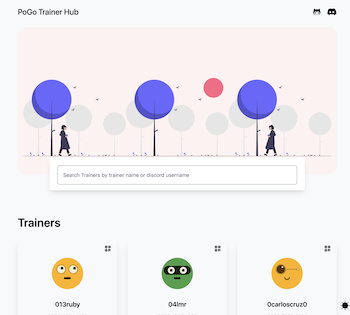 PoGo Trainer Hub
Search Trainers by trainer name or discord username
Trainers
013ruby
04lmr
0carloscruz0